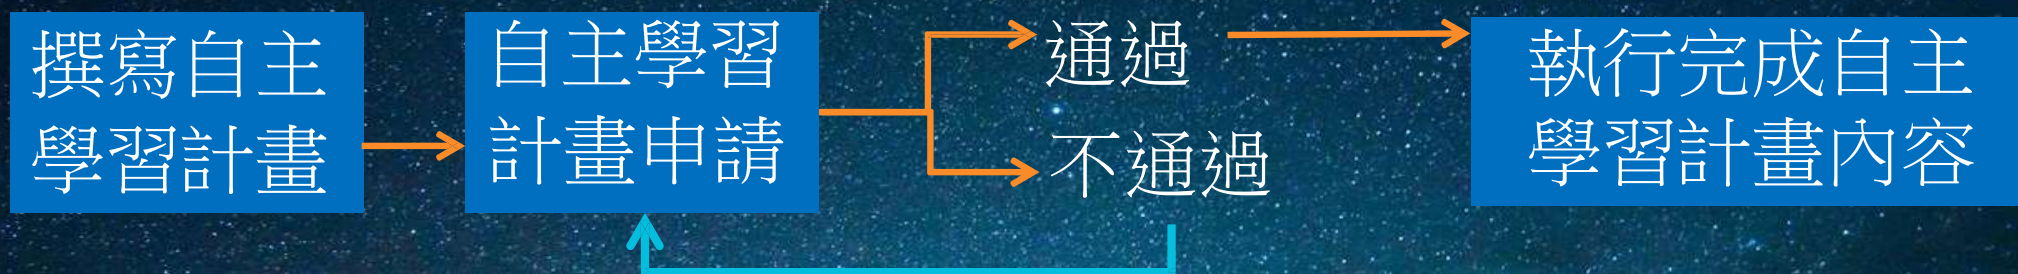 撰寫自主
學習計畫
自主學習
計畫申請
通過
不通過
執行完成自主
學習計畫內容